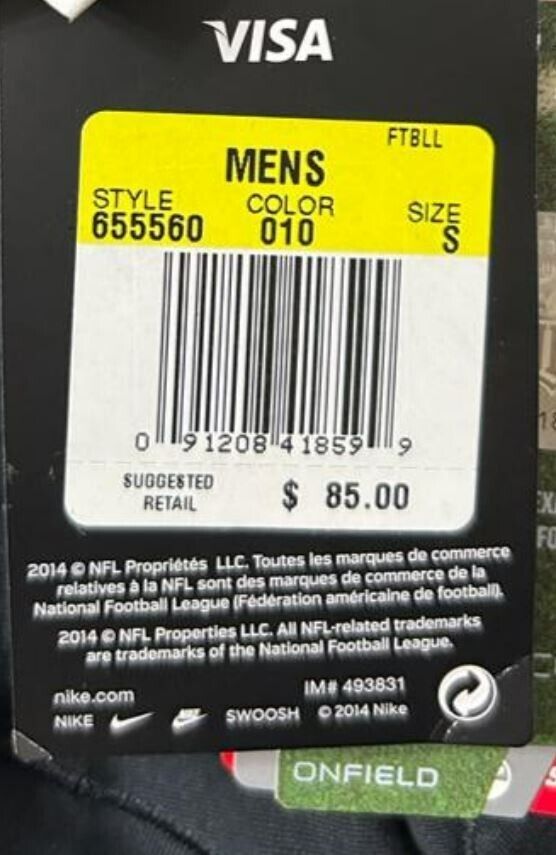 VISA
FTBLL
MENS
STYLE COLOR SIZE
655560 010 S
0 91208 41859 9
SUGGESTED
RETAIL $ 85.00
2014 © NFL Propriétés LLC. Toutes les marques de commerce
relatives à la NFL sont des marques de commerce de la
National Football League (Fédération américaine de football).
2014 © NFL Properties LLC. All NFL-related trademarks
are trademarks of the National Football League.
nike.com IM# 493831
NIKE SWOOSH © 2014 Nike
ONFIELD